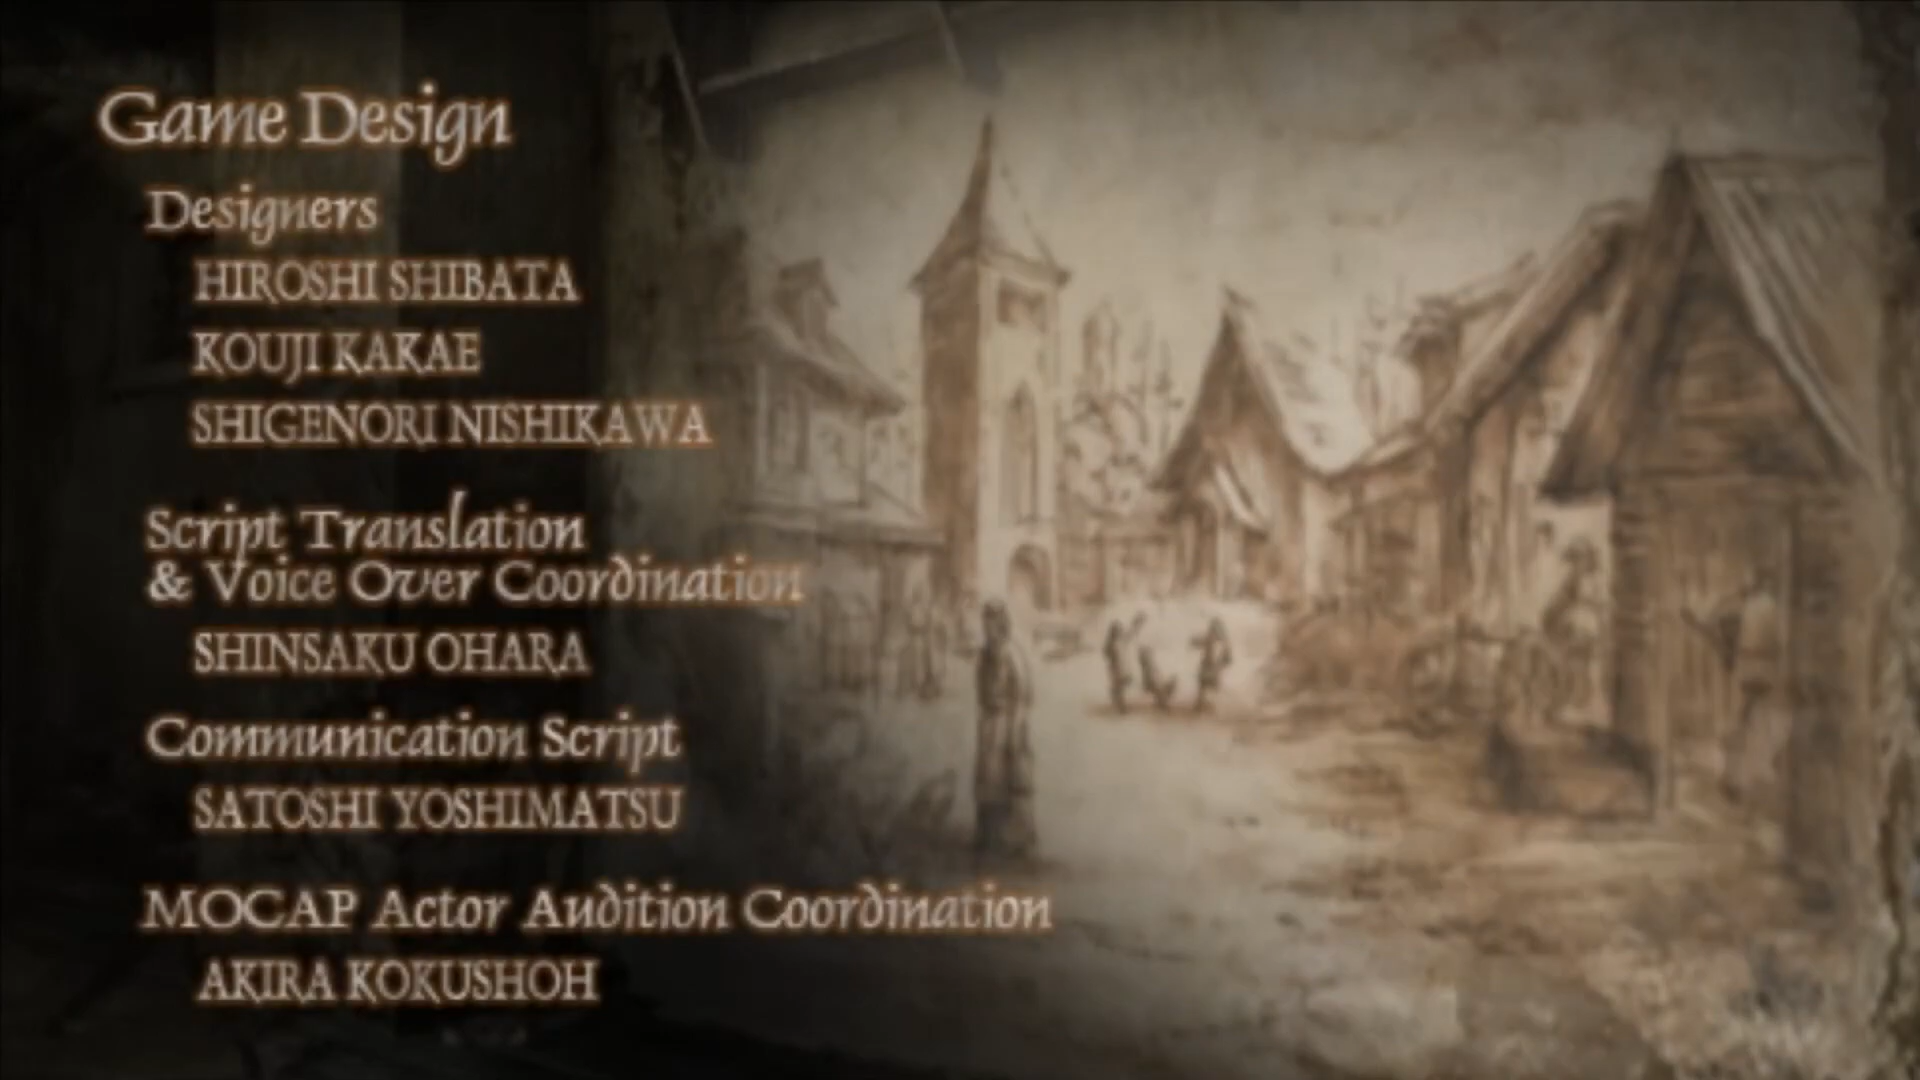 Game Design
Designers
HIROSHI SHIBATA
KOUJI KAKAE
SHIGENORI NISHIKAWA
Script Translation
& Voice Over Coordination
SHINSAKU OHARA
Communication Script
SATOSHI YOSHIMATSU
MOCAP Actor Audition Coordination
AKIRA KOKUSHOH